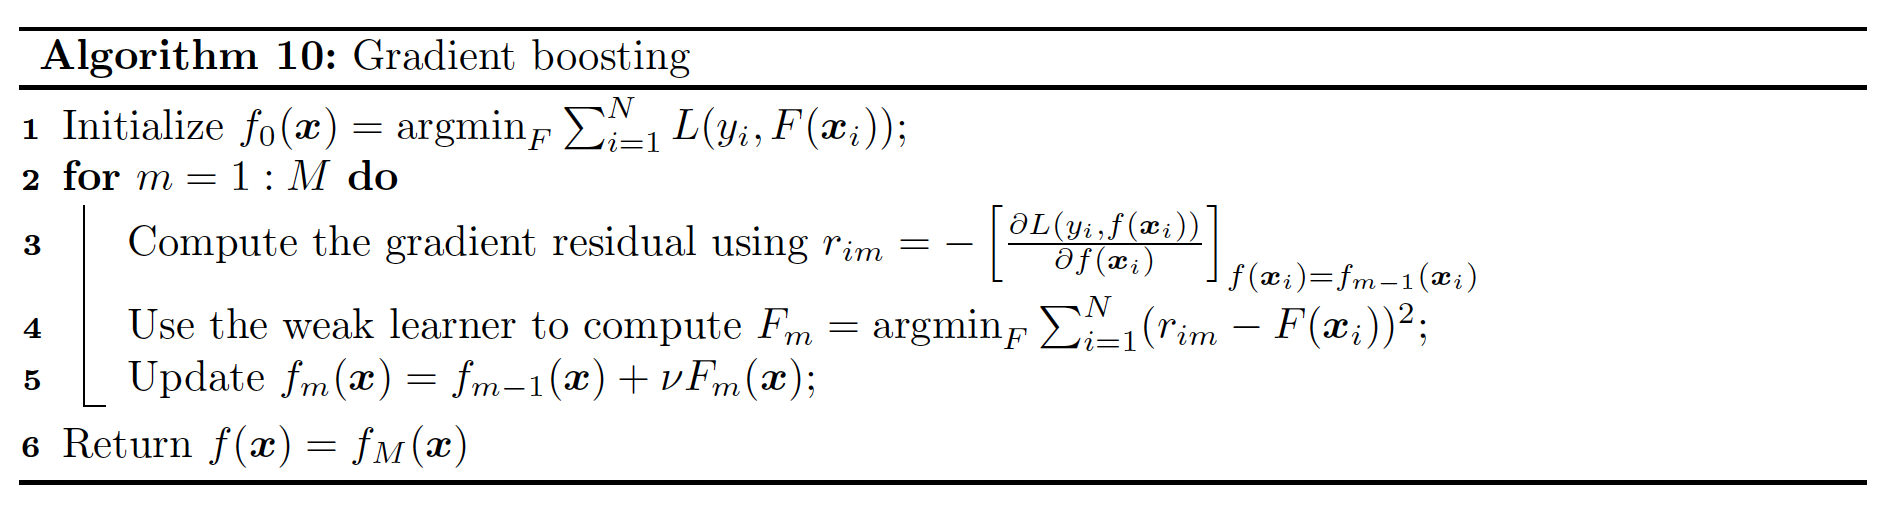 Algorithm 10: Gradient boosting
1 Initialize f₀(𝒙) = argmin_F ∑_{i=1}^N L(y_i, F(𝒙_i));
2 for m = 1 : M do
3 Compute the gradient residual using r_{im} = − [∂L(y_i,f(𝒙_i)) / ∂f(𝒙_i)]_{f(𝒙_i)=f_{m−1}(𝒙_i)}
4 Use the weak learner to compute F_m = argmin_F ∑_{i=1}^N (r_{im} − F(𝒙_i))²;
5 Update f_m(𝒙) = f_{m−1}(𝒙) + νF_m(𝒙);
6 Return f(𝒙) = f_M(𝒙)